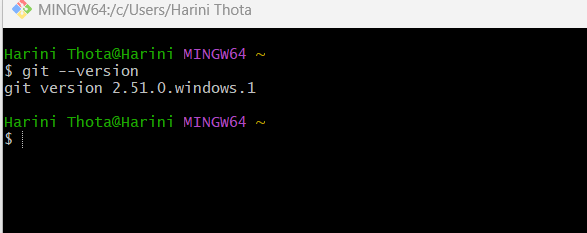 MINGW64:/c/Users/Harini Thota
Harini Thota@Harini MINGW64 ~
$ git --version
git version 2.51.0.windows.1
Harini Thota@Harini MINGW64 ~
$